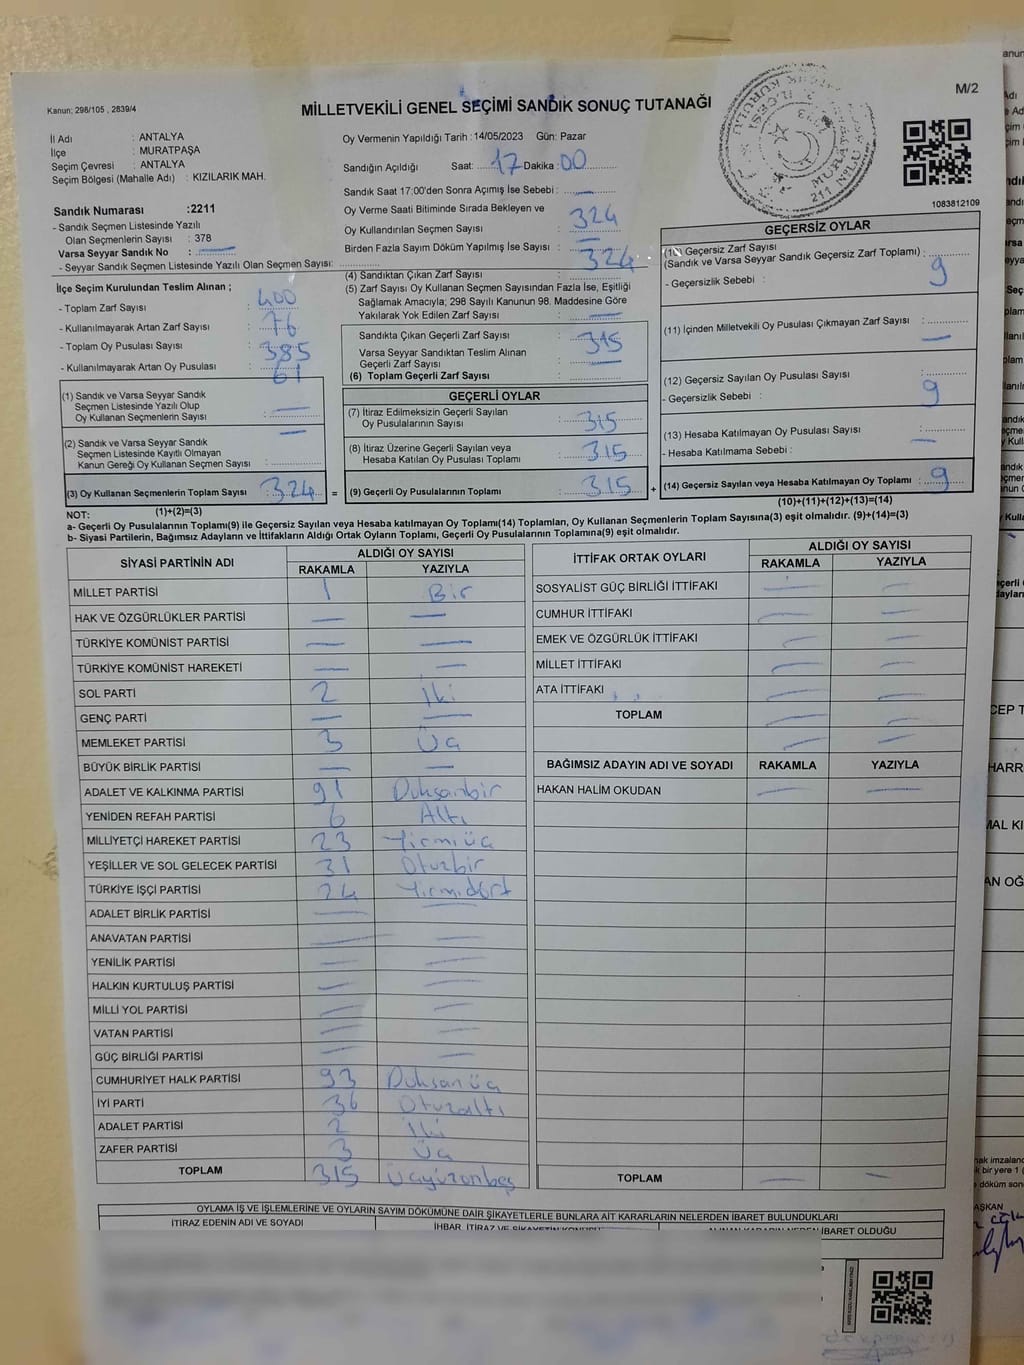 Kanun; 298/105 , 2839/4
M/2
MİLLETVEKİLİ GENEL SEÇİMİ SANDIK SONUÇ TUTANAĞI
İl Adı : ANTALYA
İlçe : MURATPAŞA
Seçim Çevresi : ANTALYA
Seçim Bölgesi (Mahalle Adı) : KIZILARIK MAH.
Sandık Numarası :2211
- Sandık Seçmen Listesinde Yazılı
Olan Seçmenlerin Sayısı : 378
Varsa Seyyar Sandık No :
- Seyyar Sandık Seçmen Listesinde Yazılı Olan Seçmen Sayısı:
Oy Vermenin Yapıldığı Tarih : 14/05/2023 Gün: Pazar
Sandığın Açıldığı Saat: 17 Dakika : 00
Sandık Saat 17:00'den Sonra Açımış İse Sebebi :
Oy Verme Saati Bitiminde Sırada Bekleyen ve
Oy Kullandırılan Seçmen Sayısı : 324
Birden Fazla Sayım Döküm Yapılmış İse Sayısı :
1083812109
İlçe Seçim Kurulundan Teslim Alınan ;
- Toplam Zarf Sayısı : 400
- Kullanılmayarak Artan Zarf Sayısı : 76
- Toplam Oy Pusulası Sayısı : 385
- Kullanılmayarak Artan Oy Pusulası : 61
(1) Sandık ve Varsa Seyyar Sandık
Seçmen Listesinde Yazılı Olup
Oy Kullanan Seçmenlerin Sayısı :
(2) Sandık ve Varsa Seyyar Sandık
Seçmen Listesinde Kayıtlı Olmayan
Kanun Gereği Oy Kullanan Seçmen Sayısı :
(3) Oy Kullanan Seçmenlerin Toplam Sayısı : 324 =
(1)+(2)=(3)
(4) Sandıktan Çıkan Zarf Sayısı : 324
(5) Zarf Sayısı Oy Kullanan Seçmen Sayısından Fazla İse, Eşitliği
Sağlamak Amacıyla; 298 Sayılı Kanunun 98. Maddesine Göre
Yakılarak Yok Edilen Zarf Sayısı :
Sandıkta Çıkan Geçerli Zarf Sayısı : 315
Varsa Seyyar Sandıktan Teslim Alınan
Geçerli Zarf Sayısı :
(6) Toplam Geçerli Zarf Sayısı :
GEÇERLİ OYLAR
(7) İtiraz Edilmeksizin Geçerli Sayılan
Oy Pusulalarının Sayısı : 315
(8) İtiraz Üzerine Geçerli Sayılan veya
Hesaba Katılan Oy Pusulası Toplamı : 315
(9) Geçerli Oy Pusulalarının Toplamı : 315 +
GEÇERSİZ OYLAR
(10) Geçersiz Zarf Sayısı
(Sandık ve Varsa Seyyar Sandık Geçersiz Zarf Toplamı) : 9
- Geçersizlik Sebebi :
(11) İçinden Milletvekili Oy Pusulası Çıkmayan Zarf Sayısı :
(12) Geçersiz Sayılan Oy Pusulası Sayısı : 9
- Geçersizlik Sebebi :
(13) Hesaba Katılmayan Oy Pusulası Sayısı :
- Hesaba Katılmama Sebebi :
(14) Geçersiz Sayılan veya Hesaba Katılmayan Oy Toplamı : 9
(10)+(11)+(12)+(13)=(14)
NOT:
a- Geçerli Oy Pusulalarının Toplamı(9) ile Geçersiz Sayılan veya Hesaba katılmayan Oy Toplamı(14) Toplamları, Oy Kullanan Seçmenlerin Toplam Sayısına(3) eşit olmalıdır. (9)+(14)=(3)
b- Siyasi Partilerin, Bağımsız Adayların ve İttifakların Aldığı Ortak Oyların Toplamı, Geçerli Oy Pusulalarının Toplamına(9) eşit olmalıdır.
SİYASİ PARTİNİN ADI ALDIĞI OY SAYISI
RAKAMLA YAZIYLA
MİLLET PARTİSİ 1 Bir
HAK VE ÖZGÜRLÜKLER PARTİSİ
TÜRKİYE KOMÜNİST PARTİSİ
TÜRKİYE KOMÜNİST HAREKETİ
SOL PARTİ 2 İki
GENÇ PARTİ
MEMLEKET PARTİSİ 3 Üç
BÜYÜK BİRLİK PARTİSİ
ADALET VE KALKINMA PARTİSİ 91 Doksanbir
YENİDEN REFAH PARTİSİ 6 Altı
MİLLİYETÇİ HAREKET PARTİSİ 23 Yirmiüç
YEŞİLLER VE SOL GELECEK PARTİSİ 31 Otuzbir
TÜRKİYE İŞÇİ PARTİSİ 24 Yirmidört
ADALET BİRLİK PARTİSİ
ANAVATAN PARTİSİ
YENİLİK PARTİSİ
HALKIN KURTULUŞ PARTİSİ
MİLLİ YOL PARTİSİ
VATAN PARTİSİ
GÜÇ BİRLİĞİ PARTİSİ
CUMHURİYET HALK PARTİSİ 93 Doksanüç
İYİ PARTİ 36 Otuzaltı
ADALET PARTİSİ 2 İki
ZAFER PARTİSİ 3 Üç
TOPLAM 315 Üçyüzonbeş
İTTİFAK ORTAK OYLARI ALDIĞI OY SAYISI
RAKAMLA YAZIYLA
SOSYALİST GÜÇ BİRLİĞİ İTTİFAKI
CUMHUR İTTİFAKI
EMEK VE ÖZGÜRLÜK İTTİFAKI
MİLLET İTTİFAKI
ATA İTTİFAKI
TOPLAM
BAĞIMSIZ ADAYIN ADI VE SOYADI RAKAMLA YAZIYLA
HAKAN HALİM OKUDAN
TOPLAM
OYLAMA İŞ VE İŞLEMLERİNE VE OYLARIN SAYIM DÖKÜMÜNE DAİR ŞİKAYETLERLE BUNLARA AİT KARARLARIN NELERDEN İBARET BULUNDUKLARI
İTİRAZ EDENİN ADI VE SOYADI İHBAR, İTİRAZ VE ŞİKAYETİN KONUSU İBARET OLDUĞU